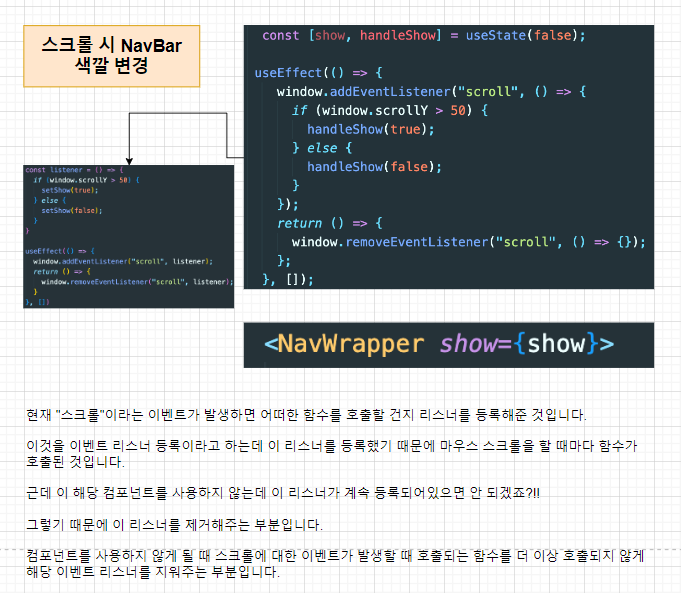 스크롤 시 NavBar
색깔 변경
const [show, handleShow] = useState(false);
useEffect(() => {
window.addEventListener("scroll", () => {
if (window.scrollY > 50) {
handleShow(true);
} else {
handleShow(false);
}
});
return () => {
window.removeEventListener("scroll", () => {});
};
}, []);
const listener = () => {
if (window.scrollY > 50) {
setShow(true);
} else {
setShow(false);
}
}
useEffect(() => {
window.addEventListener("scroll", listener);
return () => {
window.removeEventListener("scroll", listener);
}
}, [])
<NavWrapper show={show}>
현재 "스크롤"이라는 이벤트가 발생하면 어떠한 함수를 호출할 건지 리스너를 등록해준 것입니다.
이것을 이벤트 리스너 등록이라고 하는데 이 리스너를 등록했기 때문에 마우스 스크롤을 할 때마다 함수가
호출된 것입니다.
근데 이 해당 컴포넌트를 사용하지 않는데 이 리스너가 계속 등록되어있으면 안 되겠죠?!!
그렇기 때문에 이 리스너를 제거해주는 부분입니다.
컴포넌트를 사용하지 않게 될 때 스크롤에 대한 이벤트가 발생할 때 호출되는 함수를 더 이상 호출되지 않게
해당 이벤트 리스너를 지워주는 부분입니다.